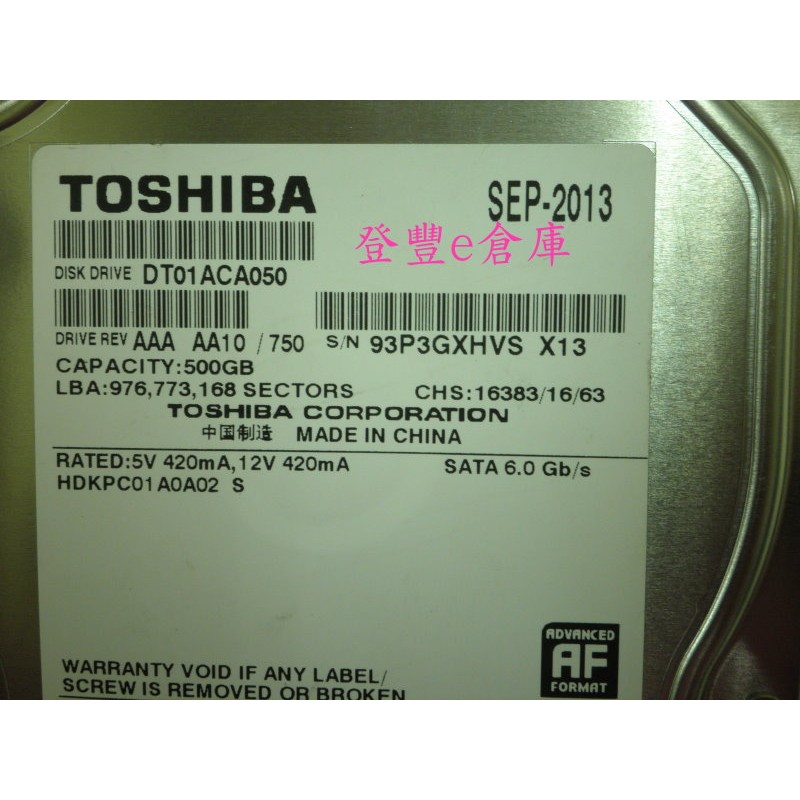 TOSHIBA
SEP-2013
登豐e倉庫
DISK DRIVE DT01ACA050
DRIVE REV AAA AA10 / 750 S/N 93P3GXHVS X13
CAPACITY:500GB
LBA:976,773,168 SECTORS CHS:16383/16/63
TOSHIBA CORPORATION
中国制造 MADE IN CHINA
RATED:5V 420mA,12V 420mA SATA 6.0 Gb/s
HDKPC01A0A02 S
ADVANCED
AF
FORMAT
WARRANTY VOID IF ANY LABEL/
SCREW IS REMOVED OR BROKEN